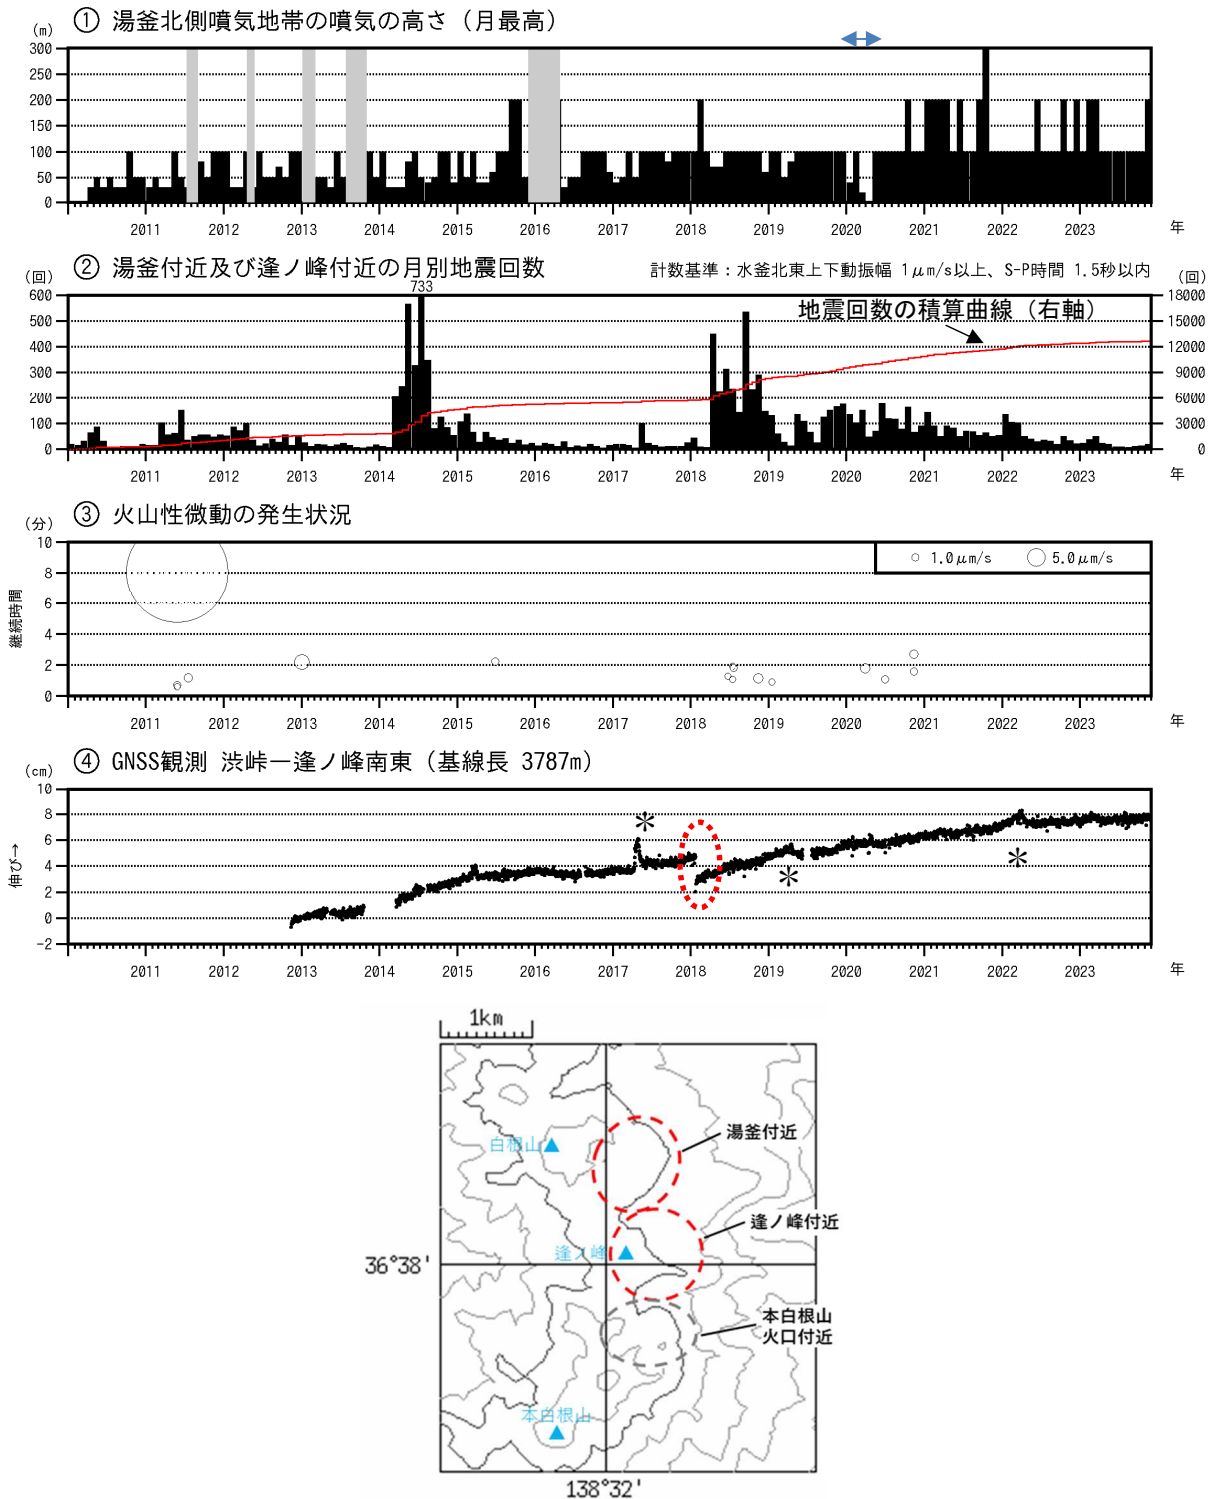 ① 湯釜北側噴気地帯の噴気の高さ（月最高）
(m)
300
250
200
150
100
50
0
2011 2012 2013 2014 2015 2016 2017 2018 2019 2020 2021 2022 2023 年
② 湯釜付近及び逢ノ峰付近の月別地震回数
計数基準：水釜北東上下動振幅 1μm/s以上、S-P時間 1.5秒以内
(回) (回)
733
地震回数の積算曲線（右軸）
600 18000
500 15000
400 12000
300 9000
200 6000
100 3000
0 0
2011 2012 2013 2014 2015 2016 2017 2018 2019 2020 2021 2022 2023 年
③ 火山性微動の発生状況
(分)
継続時間
1.0μm/s 5.0μm/s
10
8
6
4
2
0
2011 2012 2013 2014 2015 2016 2017 2018 2019 2020 2021 2022 2023 年
④ GNSS観測 渋峠－逢ノ峰南東（基線長 3787m）
(cm)
伸び→
10
8
6
4
2
0
-2
＊
＊
＊
2011 2012 2013 2014 2015 2016 2017 2018 2019 2020 2021 2022 2023 年
1km
湯釜付近
白根山
逢ノ峰付近
逢ノ峰
36°38'
本白根山
火口付近
本白根山
138°32'